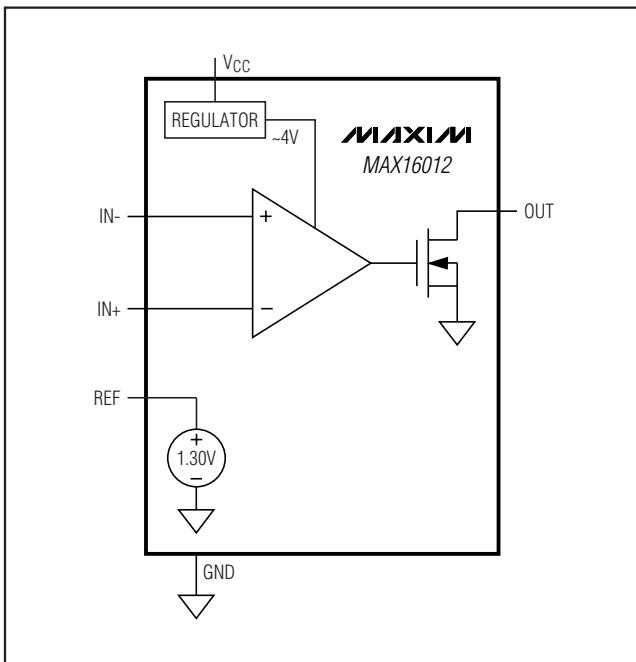 VCC
REGULATOR
~4V
MAXIM
MAX16012
IN-
+
OUT
IN+
−
REF
+
1.30V
−
GND